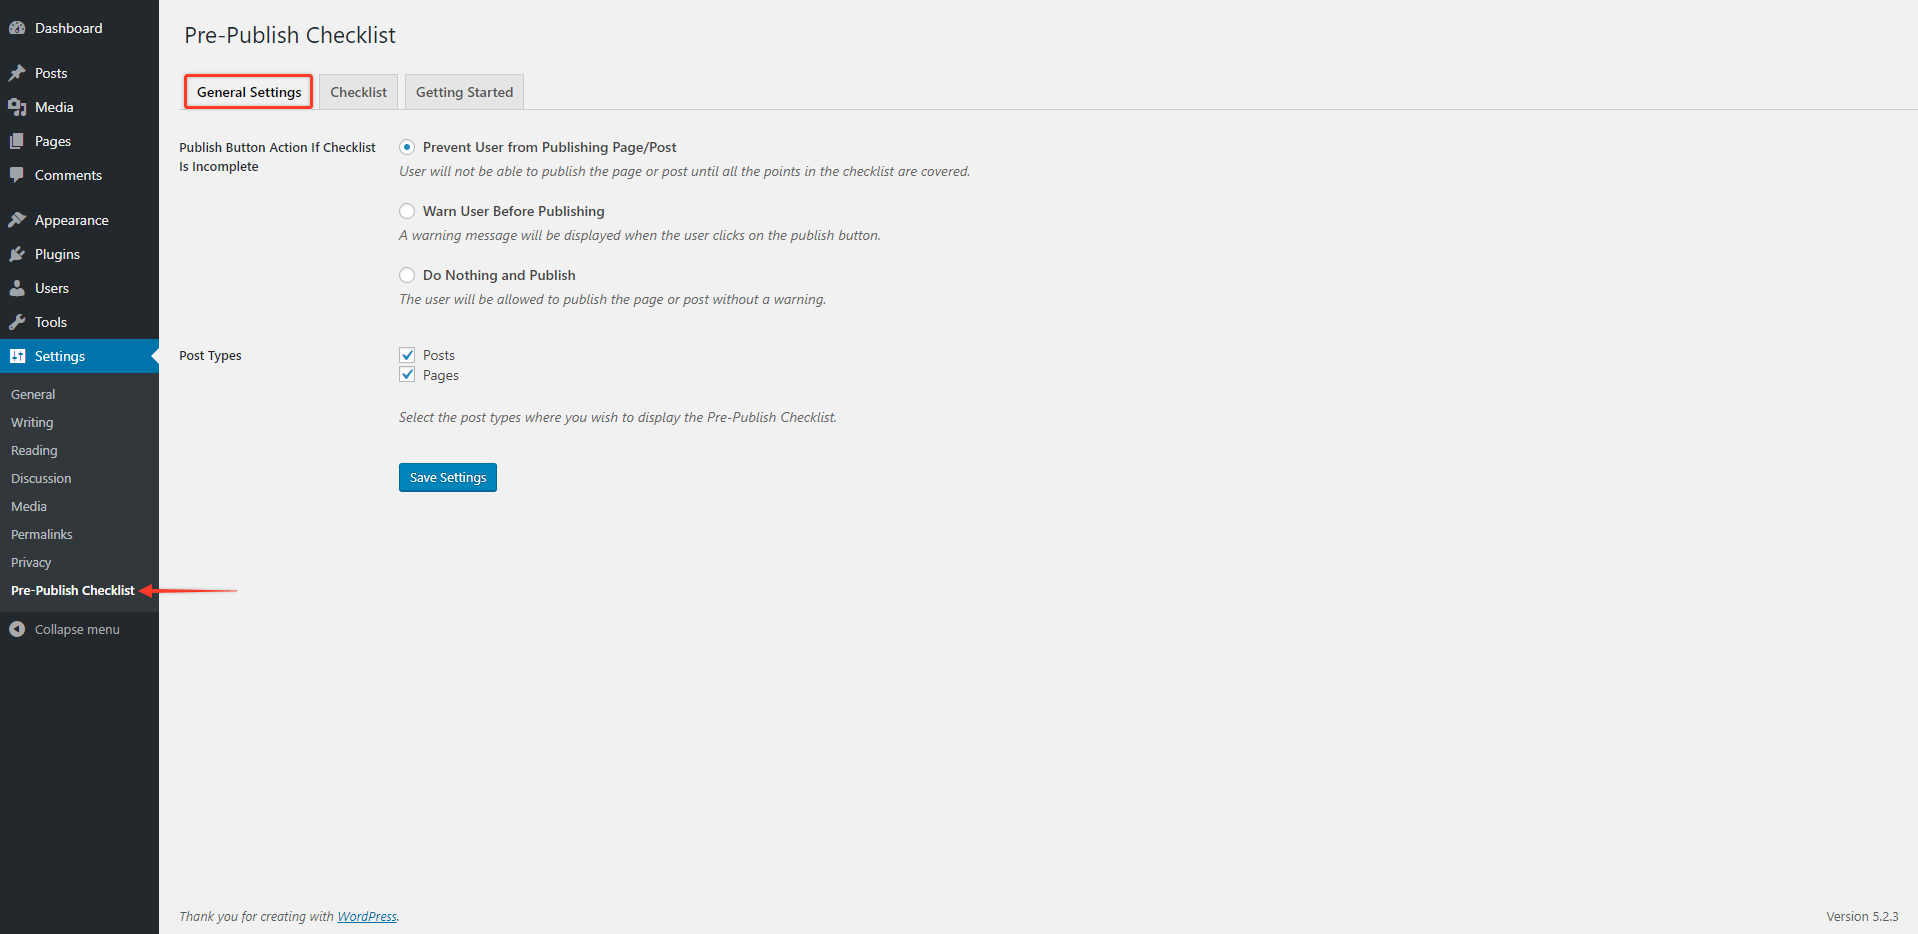 Dashboard
Posts
Media
Pages
Comments
Appearance
Plugins
Users
Tools
Settings
General
Writing
Reading
Discussion
Media
Permalinks
Privacy
Pre-Publish Checklist
Collapse menu
Pre-Publish Checklist
General Settings
Checklist
Getting Started
Publish Button Action If Checklist
Is Incomplete
Prevent User from Publishing Page/Post
User will not be able to publish the page or post until all the points in the checklist are covered.
Warn User Before Publishing
A warning message will be displayed when the user clicks on the publish button.
Do Nothing and Publish
The user will be allowed to publish the page or post without a warning.
Post Types
Posts
Pages
Select the post types where you wish to display the Pre-Publish Checklist.
Save Settings
Thank you for creating with WordPress.
Version 5.2.3